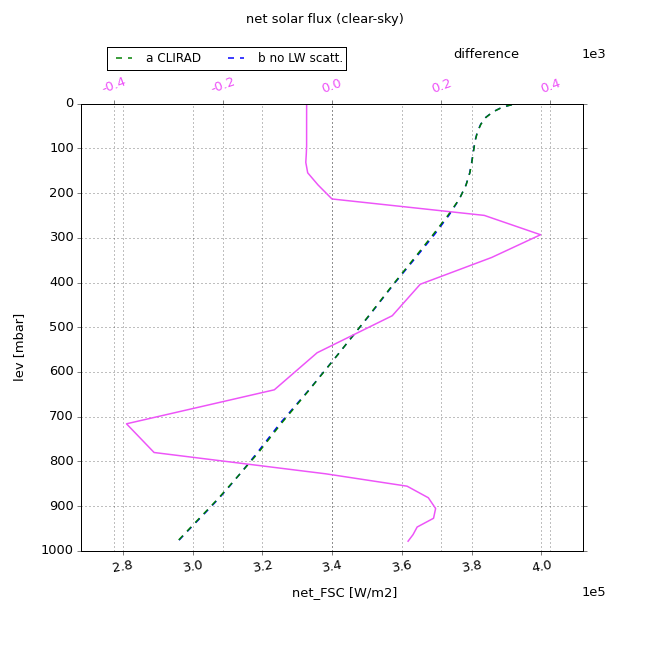 net solar flux (clear-sky)
a CLIRAD b no LW scatt. difference 1e3
-0.4 -0.2 0.0 0.2 0.4
0
100
200
300
400
500
600
700
800
900
1000
lev [mbar]
2.8 3.0 3.2 3.4 3.6 3.8 4.0
net_FSC [W/m2] 1e5